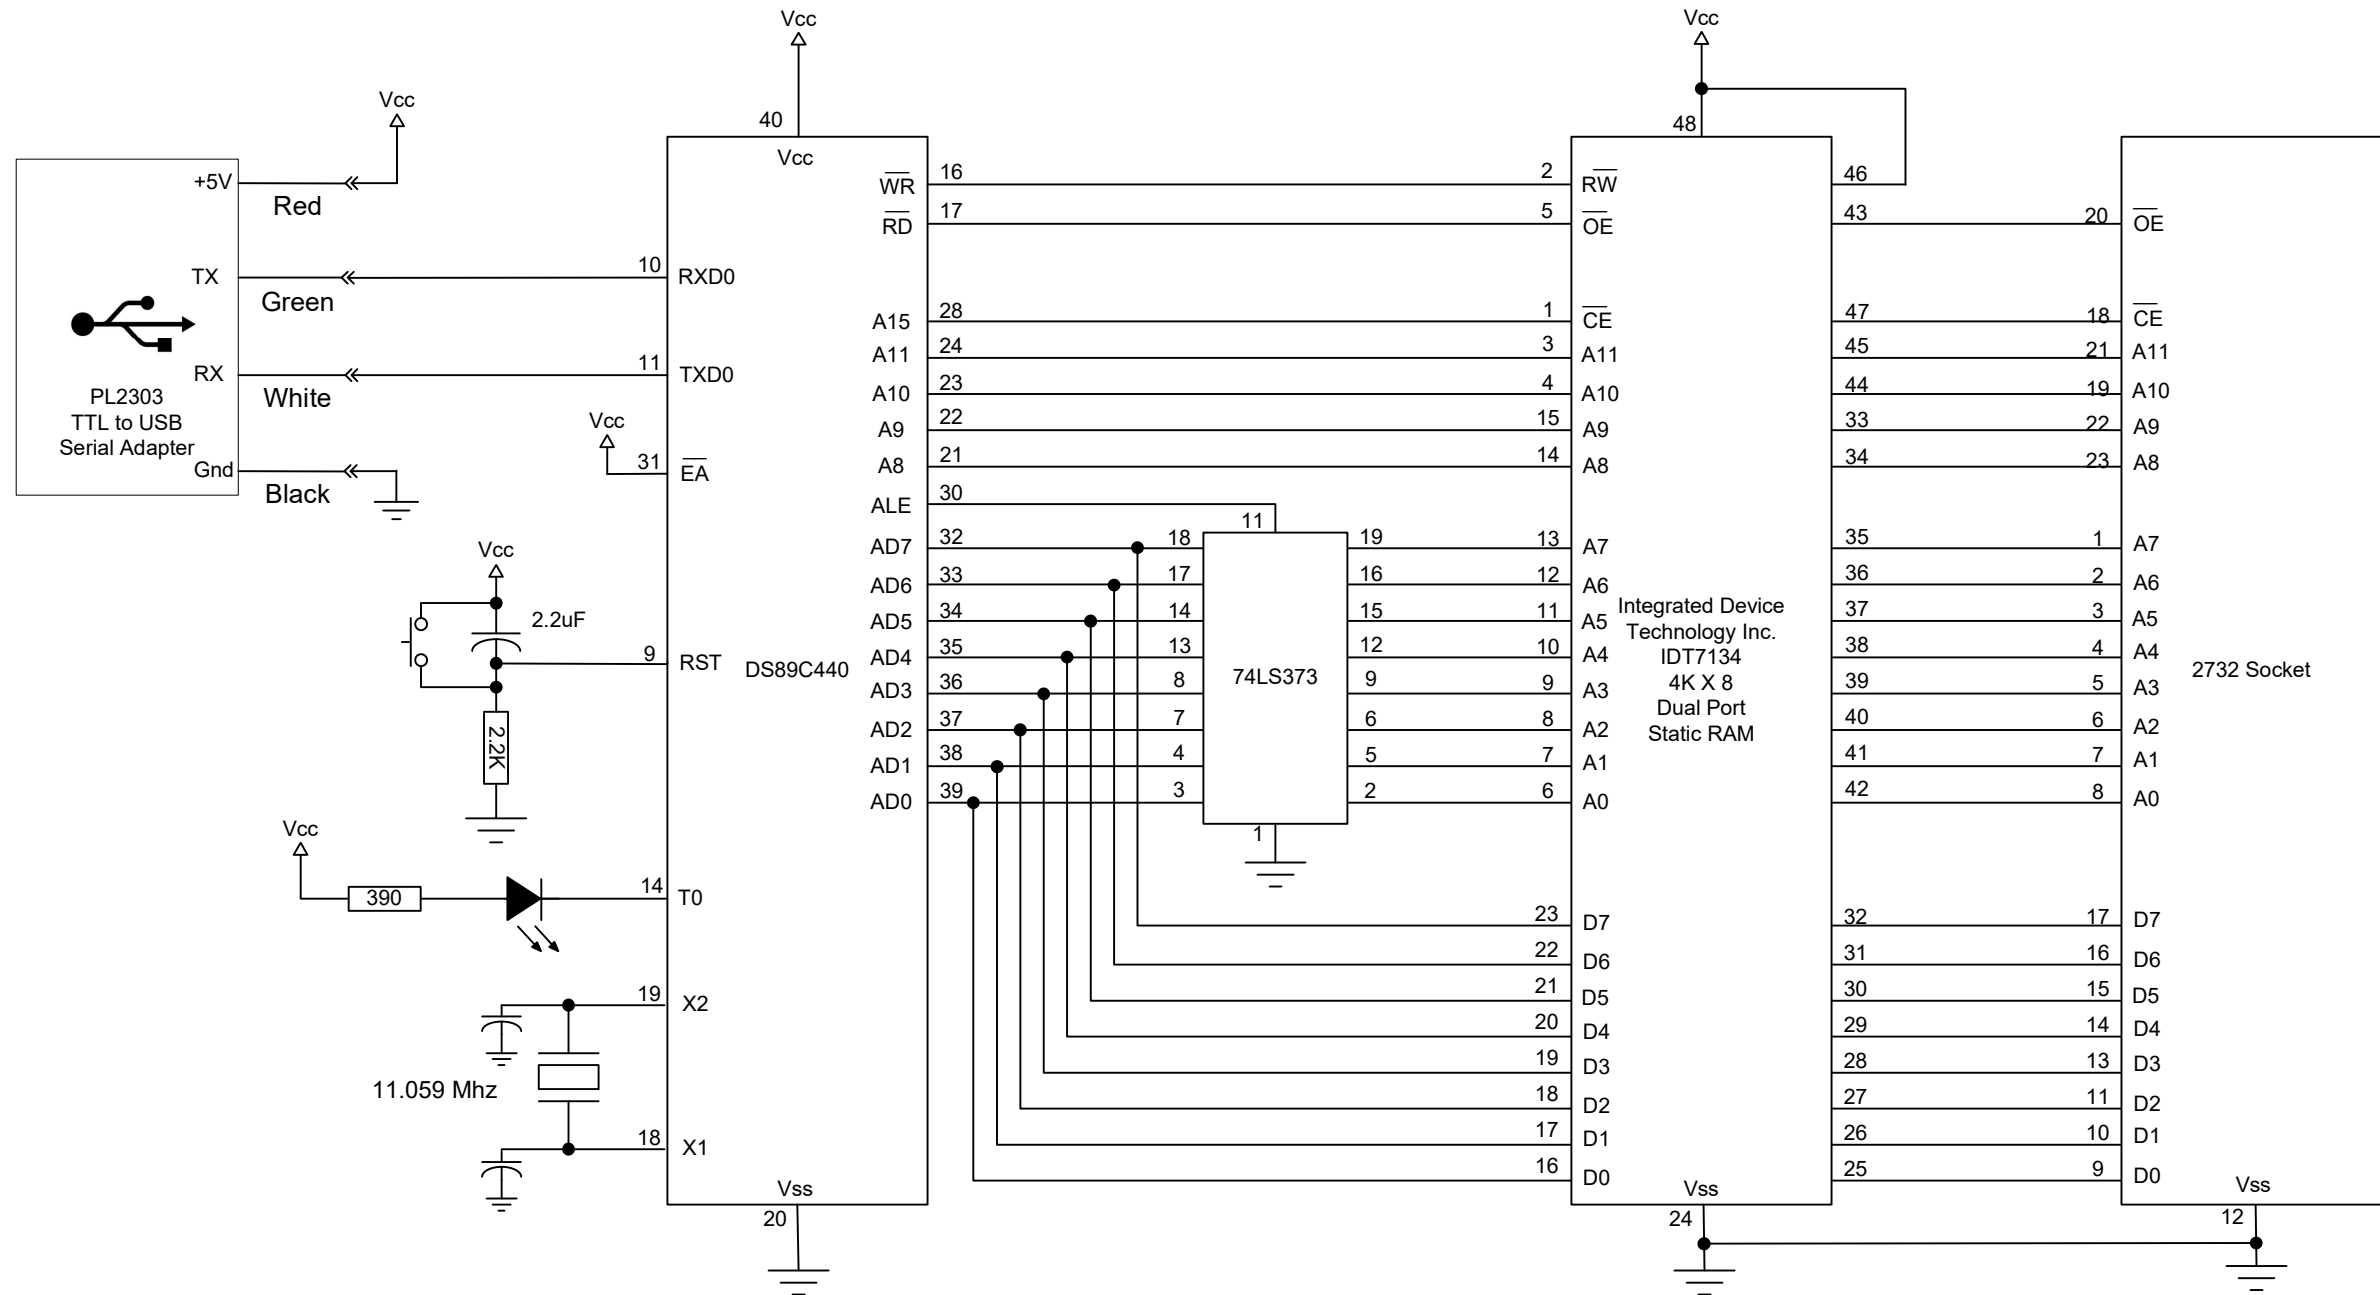 Vcc
Vcc
Vcc
40
Vcc
48
+5V
Red
WR
16
2
RW
46
RD
17
5
OE
43
20
OE
TX
Green
10
RXD0
A15
28
1
CE
47
18
CE
A11
24
3
A11
45
21
A11
RX
White
11
TXD0
A10
23
4
A10
44
19
A10
PL2303
TTL to USB
Serial Adapter
Vcc
A9
22
15
A9
33
22
A9
Gnd
Black
31
EA
A8
21
14
A8
34
23
A8
ALE
30
11
AD7
32
18
19
13
A7
35
1
A7
Vcc
AD6
33
17
16
12
A6
36
2
A6
2.2uF
AD5
34
14
15
11
A5
37
3
A5
9
RST
AD4
35
13
12
10
A4
38
4
A4
DS89C440
74LS373
Integrated Device
Technology Inc.
IDT7134
4K X 8
Dual Port
Static RAM
2732 Socket
AD3
36
8
9
9
A3
39
5
A3
2.2K
AD2
37
7
6
8
A2
40
6
A2
AD1
38
4
5
7
A1
41
7
A1
AD0
39
3
2
6
A0
42
8
A0
1
Vcc
390
14
T0
23
D7
32
17
D7
22
D6
31
16
D6
19
X2
21
D5
30
15
D5
20
D4
29
14
D4
11.059 Mhz
19
D3
28
13
D3
18
D2
27
11
D2
18
X1
17
D1
26
10
D1
16
D0
25
9
D0
Vss
20
Vss
24
Vss
12